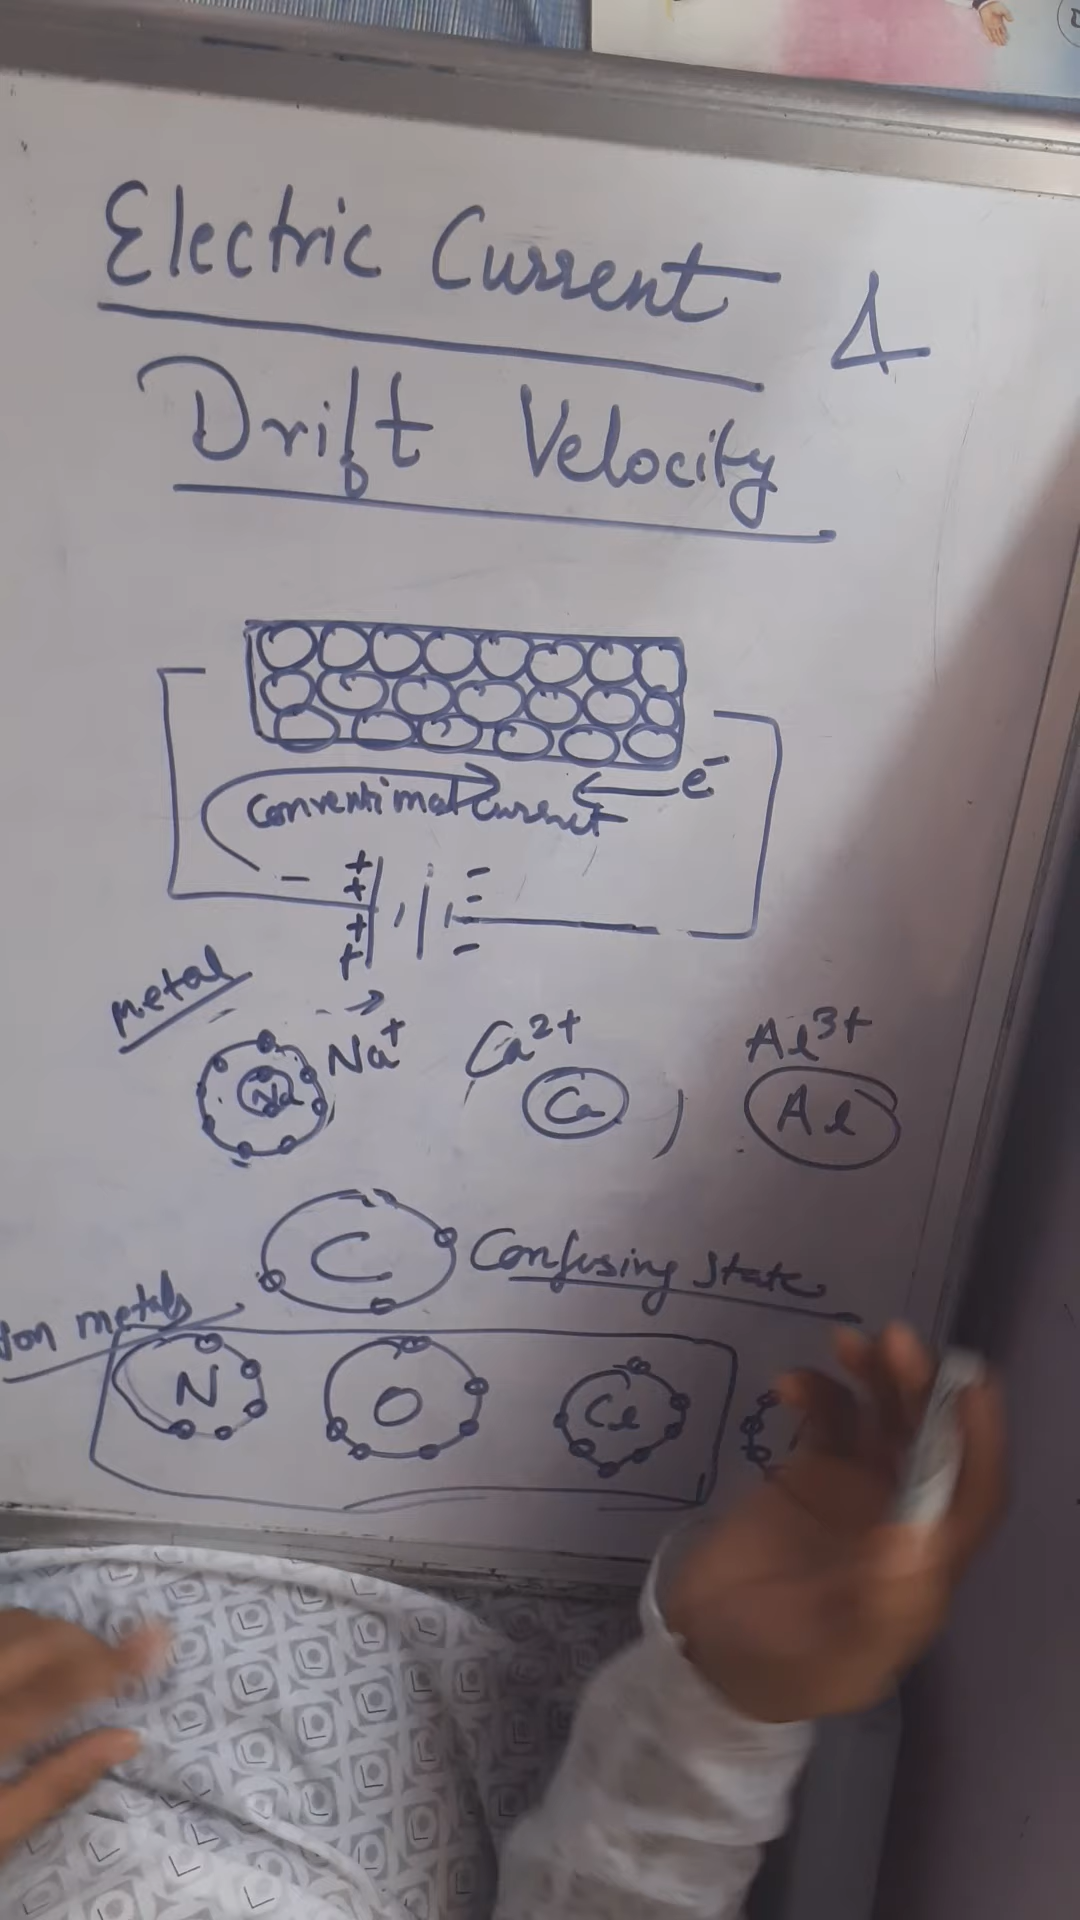 Electric Current &
Drift Velocity
e⁻
Conventional Current
+ −
+ −
+ −
+ −
metal
Na⁺ Ca²⁺ Al³⁺
Na Ca , Al
C Confusing State
Non metals
N O Cl